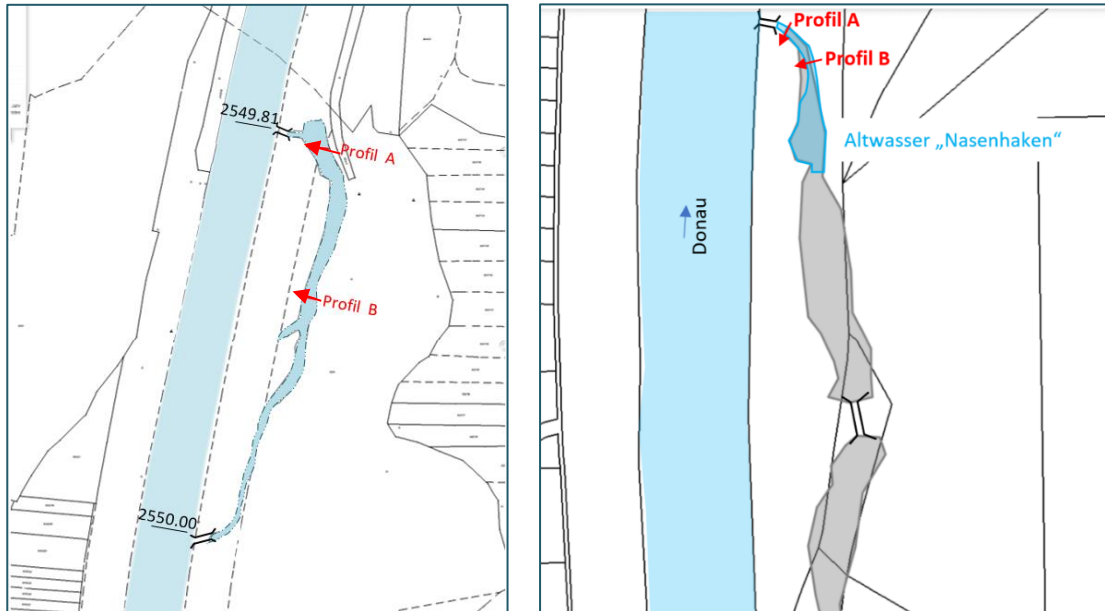 2549.81
Profil A
Profil B
2550.00
Profil A
Profil B
Altwasser „Nasenhaken“
Donau